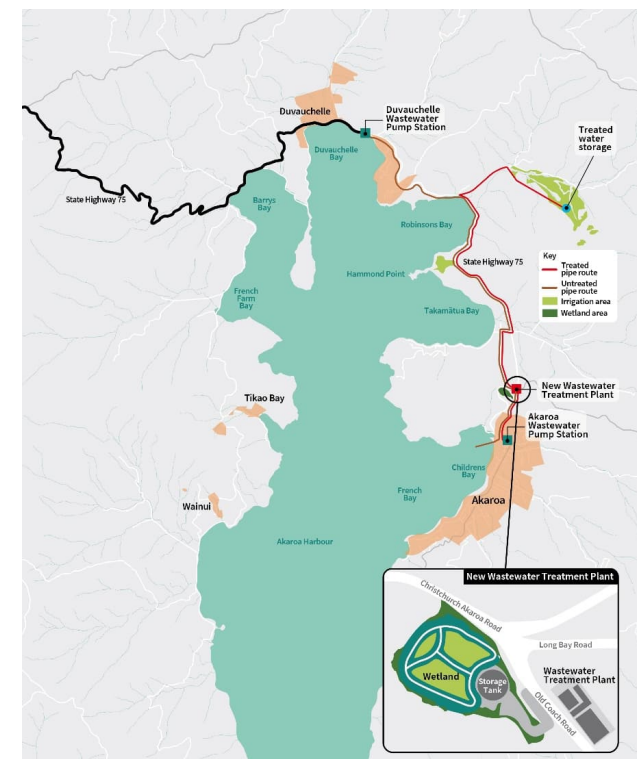 Duvauchelle
Duvauchelle
Wastewater
Pump Station
Treated
water
storage
Duvauchelle
Bay
State Highway 75
Barrys
Bay
Robinsons Bay
State Highway 75
Hammond Point
Key
Treated
pipe route
Untreated
pipe route
Irrigation area
Wetland area
French
Farm
Bay
Takamātua Bay
New Wastewater
Treatment Plant
Tikao Bay
Akaroa
Wastewater
Pump Station
Childrens
Bay
French
Bay
Akaroa
Wainui
Akaroa Harbour
New Wastewater Treatment Plant
Christchurch Akaroa Road
Long Bay Road
Wetland
Storage
Tank
Wastewater
Treatment Plant
Old Coach Road